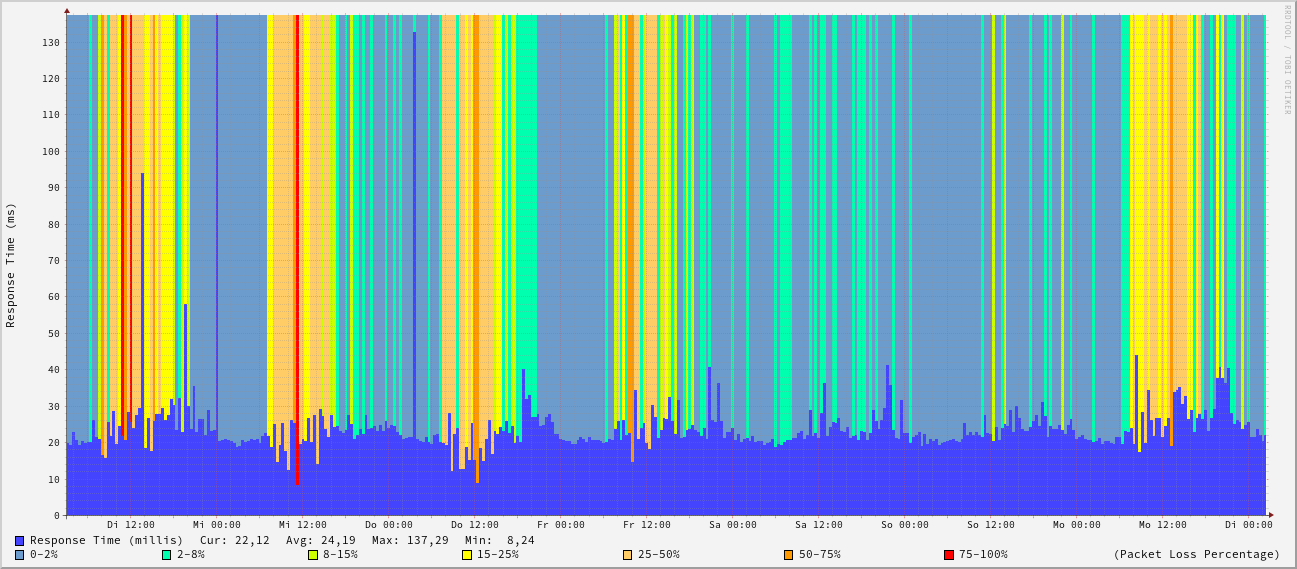 RRDTOOL / TOBI OETIKER
Response Time (ms)
130
120
110
100
90
80
70
60
50
40
30
20
10
0
Di 12:00 Mi 00:00 Mi 12:00 Do 00:00 Do 12:00 Fr 00:00 Fr 12:00 Sa 00:00 Sa 12:00 So 00:00 So 12:00 Mo 00:00 Mo 12:00 Di 00:00
Response Time (millis) Cur: 22,12 Avg: 24,19 Max: 137,29 Min: 8,24
0-2% 2-8% 8-15% 15-25% 25-50% 50-75% 75-100% (Packet Loss Percentage)